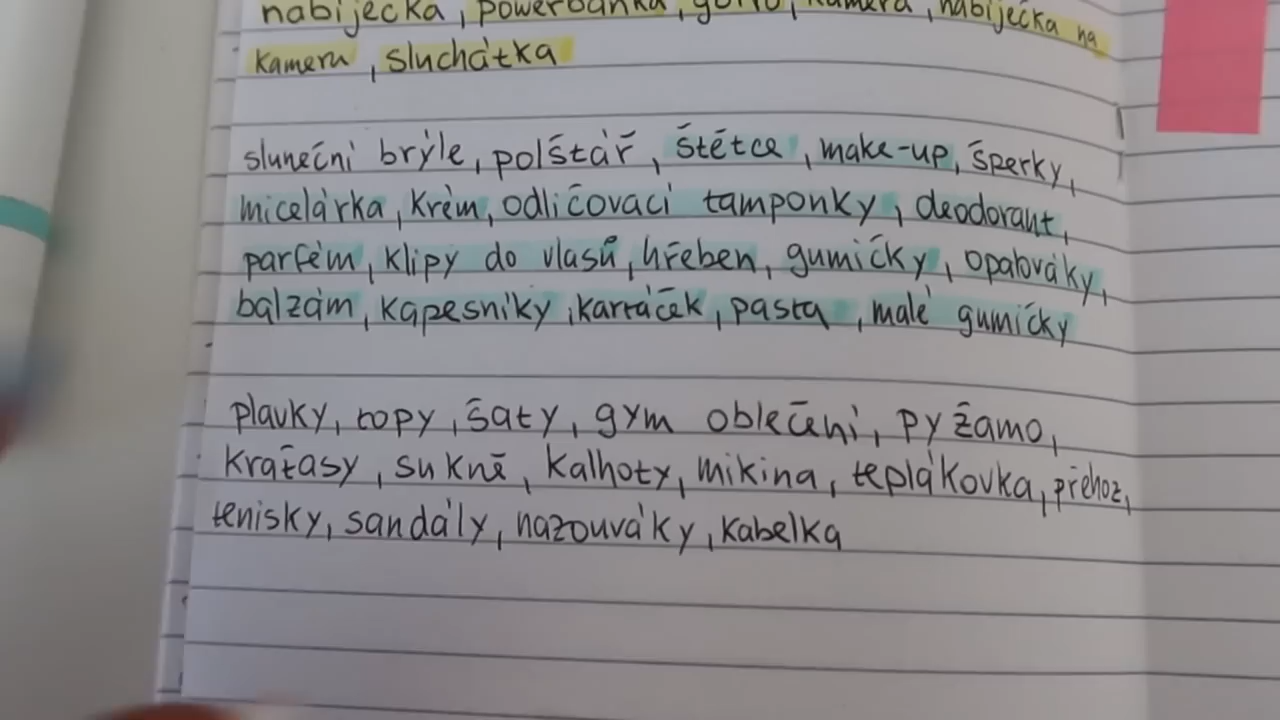 nabíječka, powerbanka, , kamera, nabíječka na
kameru, sluchátka
sluneční brýle, polštář, štětce, make-up, šperky,
micelárka, krém, odličovací tamponky, deodorant,
parfém, klipy do vlasů, hřeben, gumičky, opalováky,
balzám, kapesníky, kartáček, pasta, malé gumičky
plavky, topy, šaty, gym oblečení, pyžamo,
kraťasy, sukně, kalhoty, mikina, teplákovka, přehoz,
tenisky, sandály, nazouváky, kabelka